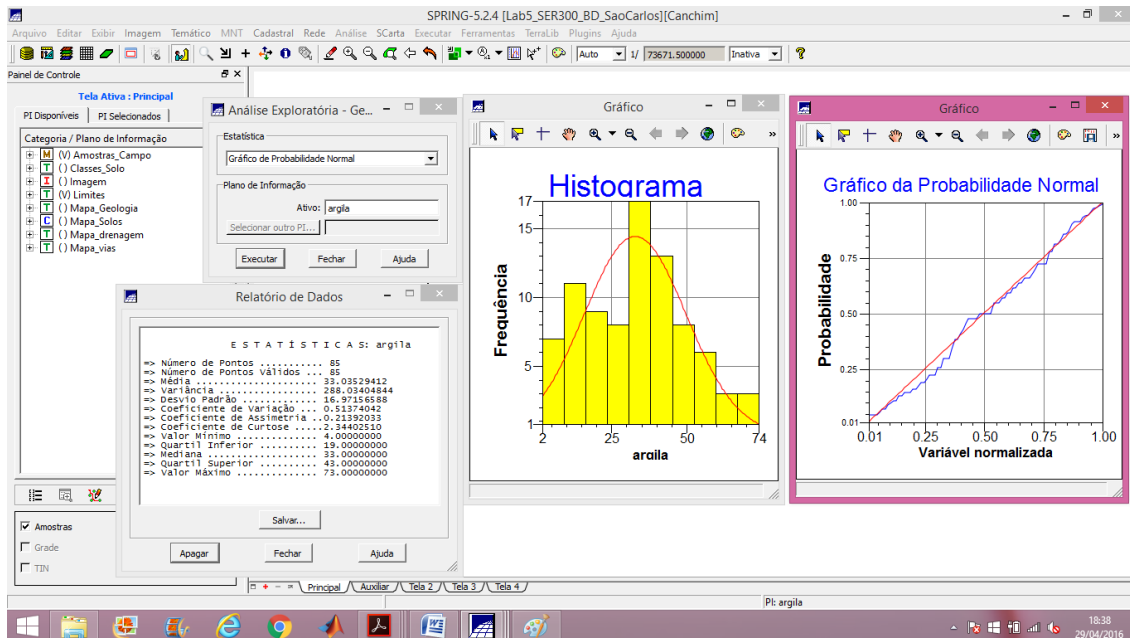 SPRING-5.2.4 [Lab5_SER300_BD_SaoCarlos][Canchim]
Arquivo Editar Exibir Imagem Temático MNT Cadastral Rede Análise SCarta Executar Ferramentas TerraLib Plugins Ajuda
Auto 1/ 73671.500000 Inativa
Painel de Controle
Tela Ativa : Principal
PI Disponíveis PI Selecionados
Categoria / Plano de Informação
M (V) Amostras_Campo
T () Classes_Solo
I () Imagem
T (V) Limites
T () Mapa_Geologia
C () Mapa_Solos
T () Mapa_drenagem
T () Mapa_vias
Amostras
Grade
TIN
Análise Exploratória - Ge...
Estatística
Gráfico de Probabilidade Normal
Plano de Informação
Ativo: argila
Selecionar outro PI...
Executar Fechar Ajuda
Relatório de Dados
E S T A T Í S T I C A S: argila
=> Número de Pontos .......... 85
=> Número de Pontos Válidos ... 85
=> Média ..................... 33.03529412
=> Variância ................. 288.03404844
=> Desvio Padrão ............. 16.97156588
=> Coeficiente de Variação ... 0.51374042
=> Coeficiente de Assimetria ..0.21392033
=> Coeficiente de Curtose .....2.34402510
=> Valor Mínimo .............. 4.00000000
=> Quartil Inferior .......... 19.00000000
=> Mediana ................... 33.00000000
=> Quartil Superior .......... 43.00000000
=> Valor Máximo .............. 73.00000000
Salvar...
Apagar Fechar Ajuda
Gráfico
»
Histograma
17
15
10
5
1
Frequência
2 25 50 74
argila
Gráfico
»
Gráfico da Probabilidade Normal
1.00
0.75
0.50
0.25
0.01
Probabilidade
0.01 0.25 0.50 0.75 1.00
Variável normalizada
Principal Auxiliar Tela 2 Tela 3 Tela 4
PI: argila
18:38
29/04/2016